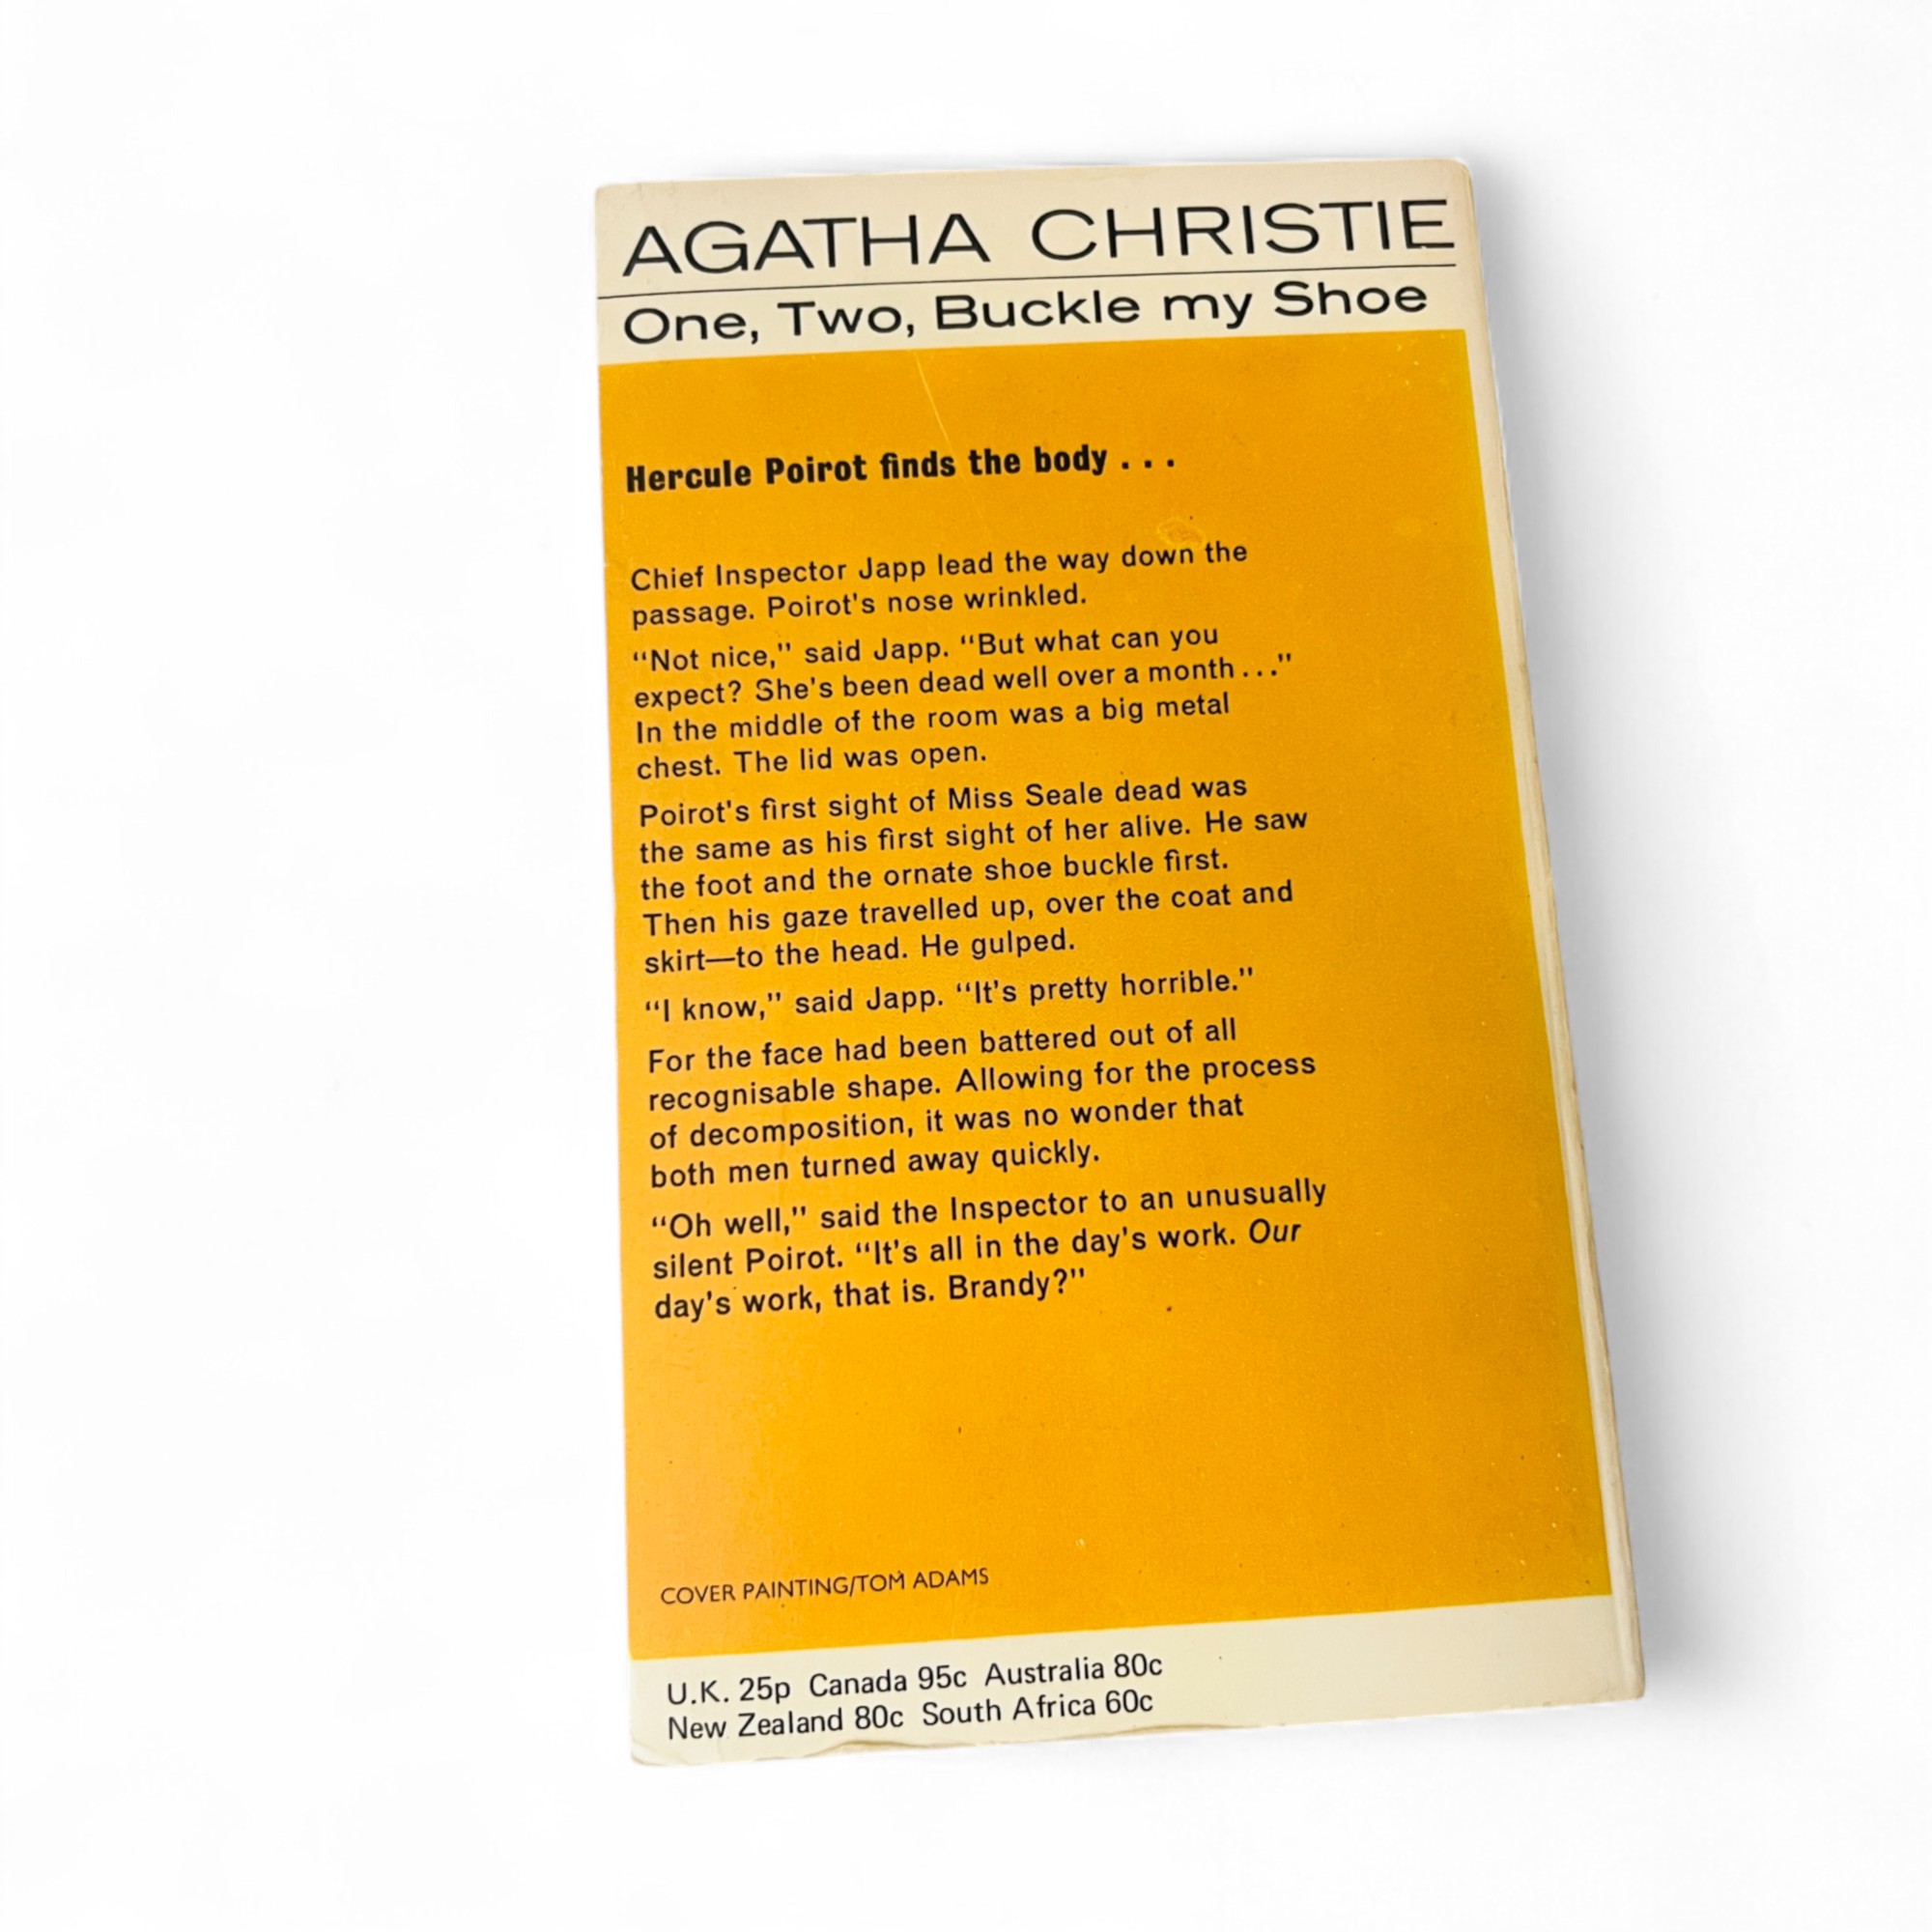 AGATHA CHRISTIE
One, Two, Buckle my Shoe
Hercule Poirot finds the body . . .
Chief Inspector Japp lead the way down the
passage. Poirot's nose wrinkled.
“Not nice,” said Japp. “But what can you
expect? She's been dead well over a month . . .”
In the middle of the room was a big metal
chest. The lid was open.
Poirot's first sight of Miss Seale dead was
the same as his first sight of her alive. He saw
the foot and the ornate shoe buckle first.
Then his gaze travelled up, over the coat and
skirt—to the head. He gulped.
“I know,” said Japp. “It's pretty horrible.”
For the face had been battered out of all
recognisable shape. Allowing for the process
of decomposition, it was no wonder that
both men turned away quickly.
“Oh well,” said the Inspector to an unusually
silent Poirot. “It's all in the day's work. Our
day's work, that is. Brandy?”
COVER PAINTING/TOM ADAMS
U.K. 25p Canada 95c Australia 80c
New Zealand 80c South Africa 60c